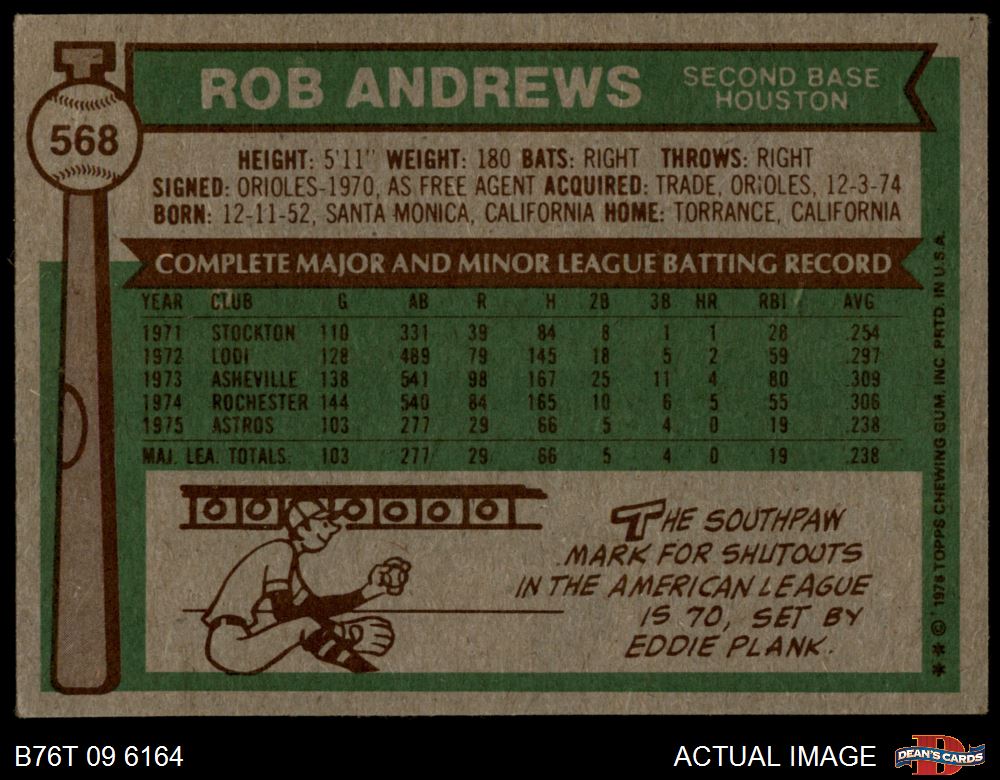 568
ROB ANDREWS
SECOND BASE
HOUSTON
HEIGHT: 5'11" WEIGHT: 180 BATS: RIGHT THROWS: RIGHT
SIGNED: ORIOLES-1970, AS FREE AGENT ACQUIRED: TRADE, ORIOLES, 12-3-74
BORN: 12-11-52, SANTA MONICA, CALIFORNIA HOME: TORRANCE, CALIFORNIA
COMPLETE MAJOR AND MINOR LEAGUE BATTING RECORD
YEAR CLUB G AB R H 2B 3B HR RBI AVG
1971 STOCKTON 110 331 39 84 8 1 1 28 .254
1972 LODI 128 489 79 145 18 5 2 59 .297
1973 ASHEVILLE 138 541 98 167 25 11 4 80 .309
1974 ROCHESTER 144 540 84 165 10 6 5 55 .306
1975 ASTROS 103 277 29 66 5 4 0 19 .238
MAJ. LEA. TOTALS. 103 277 29 66 5 4 0 19 .238
0 0 0 0 0 0 0
THE SOUTHPAW
MARK FOR SHUTOUTS
IN THE AMERICAN LEAGUE
IS 70, SET BY
EDDIE PLANK.
** © 1976 TOPPS CHEWING GUM, INC. PRTD. IN U.S.A.
B76T 09 6164
ACTUAL IMAGE
D
DEAN'S CARDS